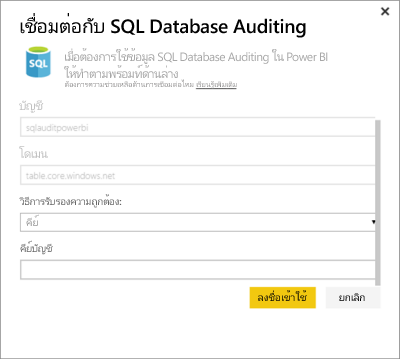 เชื่อมต่อกับ SQL Database Auditing
SQL
เมื่อต้องการใช้ข้อมูล SQL Database Auditing ใน Power BI
ให้ทำตามพร้อมท์ด้านล่าง
ต้องการความช่วยเหลือด้านการเชื่อมต่อไหม เรียนรู้เพิ่มเติม
บัญชี
sqlauditpowerbi
โดเมน
table.core.windows.net
วิธีการรับรองความถูกต้อง:
คีย์
คีย์บัญชี
ลงชื่อเข้าใช้ ยกเลิก